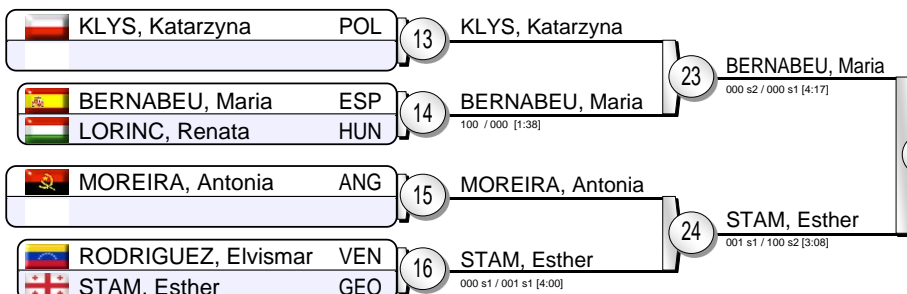 KLYS, Katarzyna POL
13
KLYS, Katarzyna
BERNABEU, Maria ESP
LORINC, Renata HUN
14
BERNABEU, Maria
100 / 000 [1:38]
23
BERNABEU, Maria
000 s2 / 000 s1 [4:17]
MOREIRA, Antonia ANG
15
MOREIRA, Antonia
RODRIGUEZ, Elvismar VEN
STAM, Esther GEO
16
STAM, Esther
000 s1 / 001 s1 [4:00]
24
STAM, Esther
001 s1 / 100 s2 [3:08]